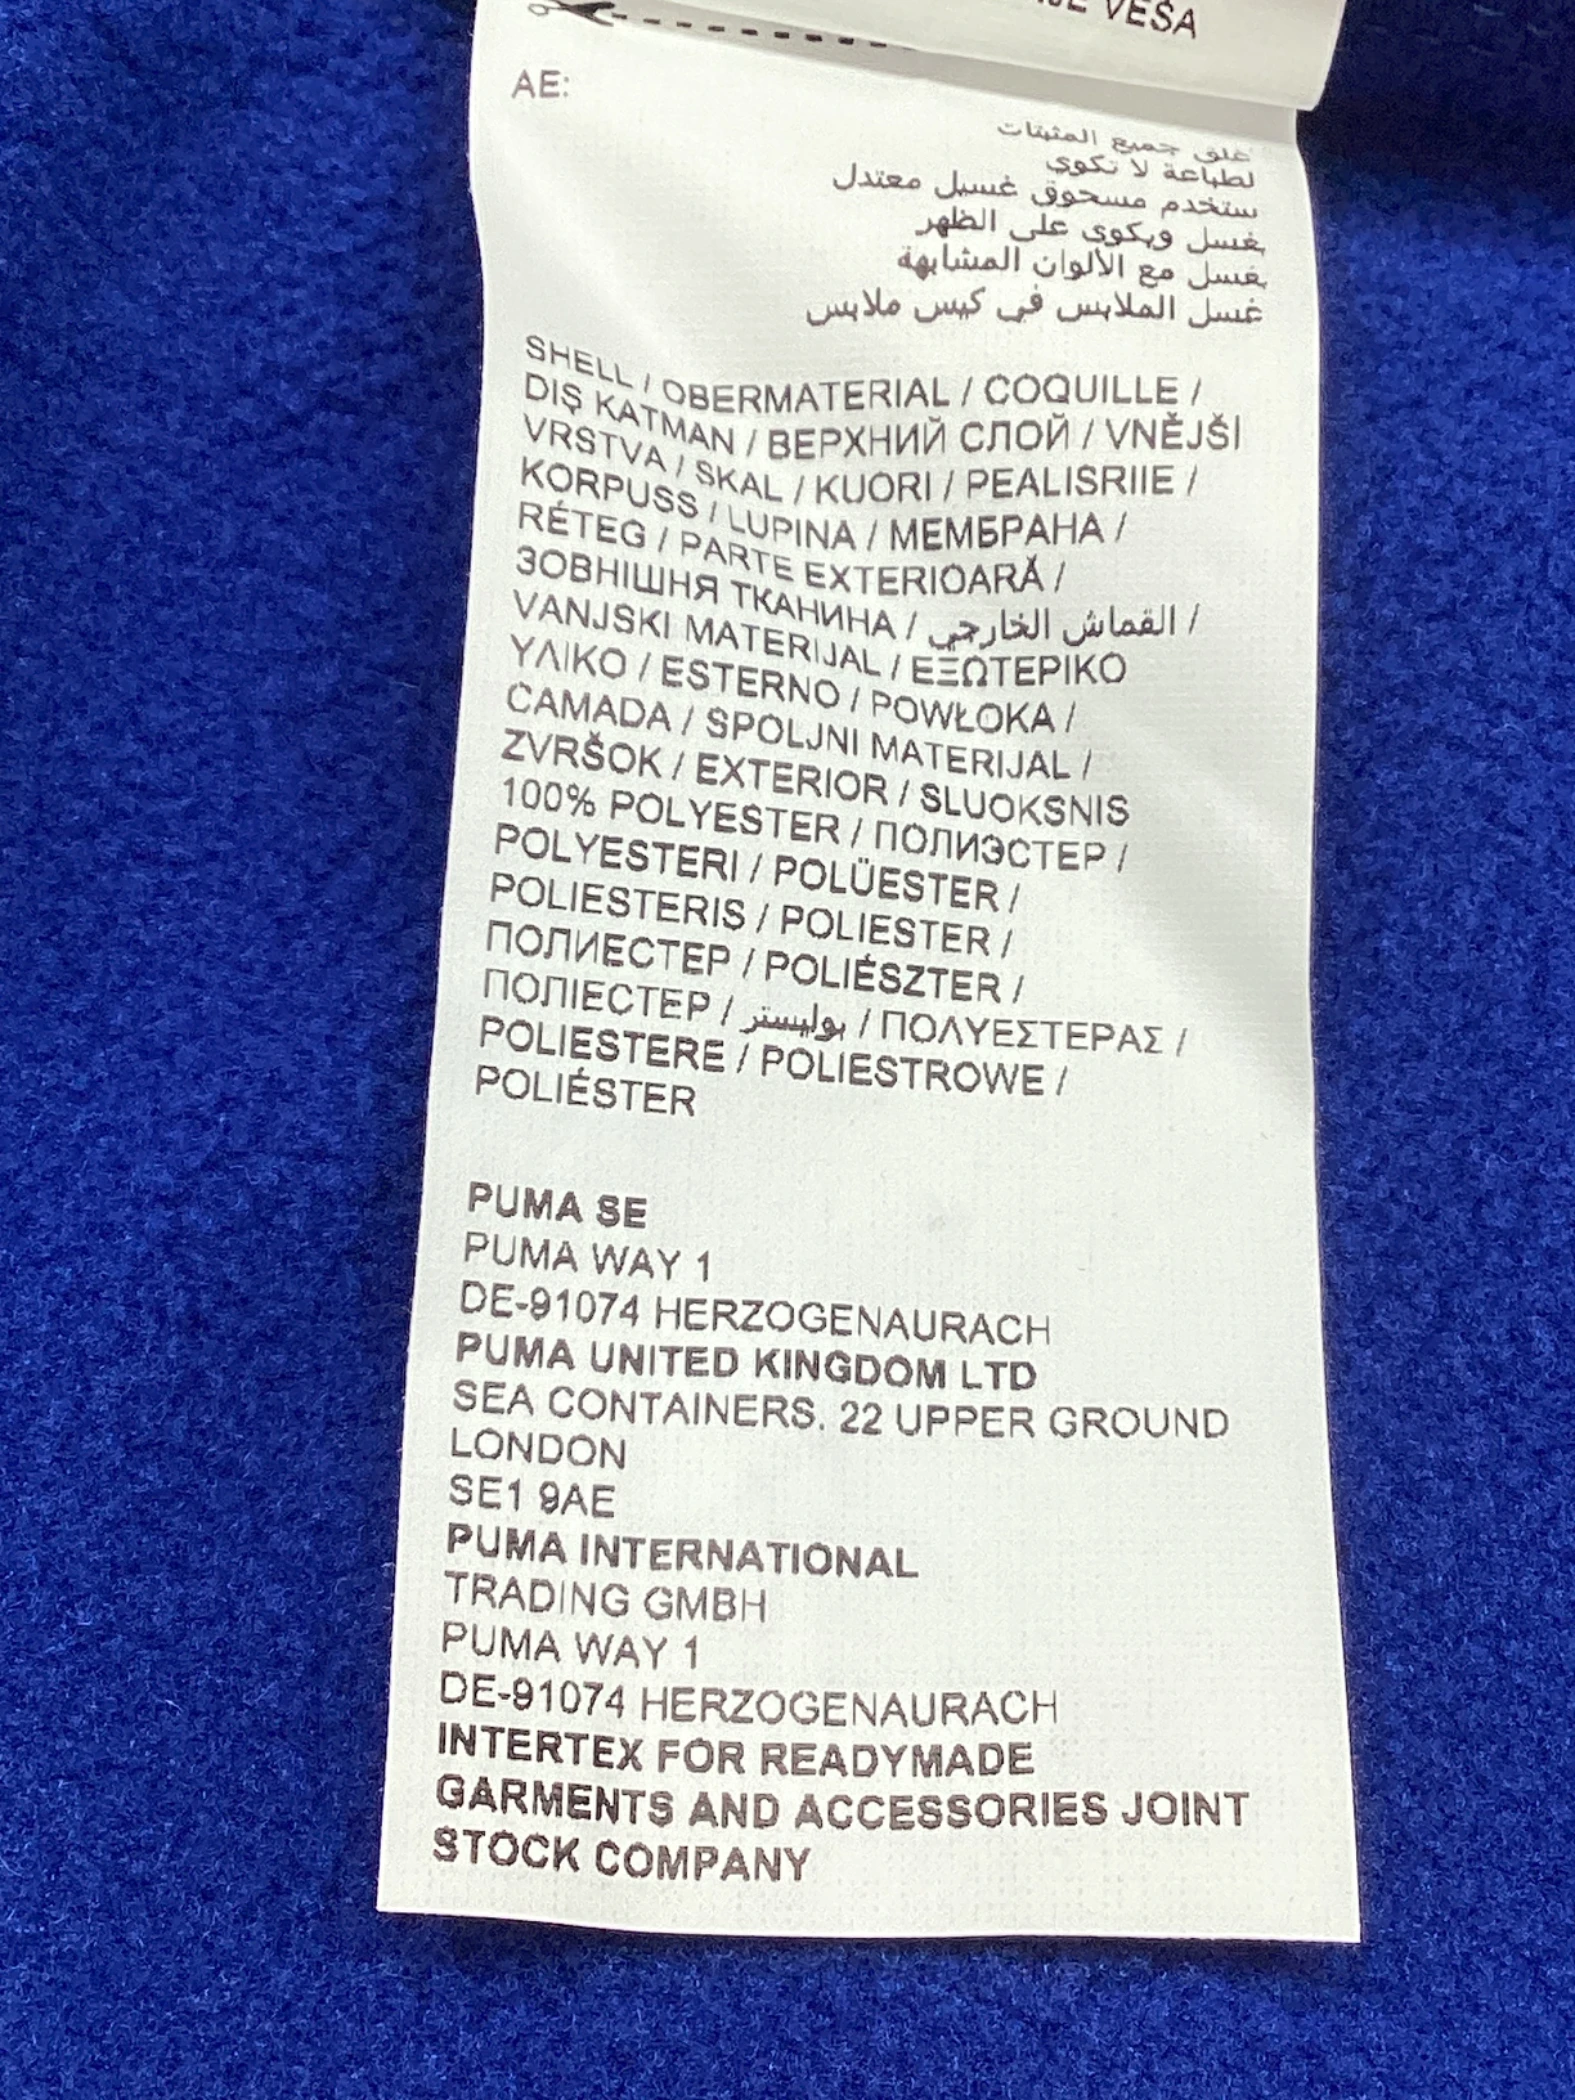 VEŠA
AE:
غلق جميع المثبتات
لطباعة لا تكوي
ستخدم مسحوق غسيل معتدل
يغسل ويكوى على الظهر
يغسل مع الألوان المشابهة
غسل الملابس في كيس ملابس
SHELL / OBERMATERIAL / COQUILLE /
DIŞ KATMAN / ВЕРХНИЙ СЛОЙ / VNĚJŠÍ
VRSTVA / SKAL / KUORI / PEALISRIIE /
KORPUSS / LUPINA / МЕМБРАНА /
RÉTEG / PARTE EXTERIOARĂ /
ЗОВНІШНЯ ТКАНИНА / القماش الخارجي /
VANJSKI MATERIJAL / ΕΞΩΤΕΡΙΚΟ
ΥΛΙΚΟ / ESTERNO / POWŁOKA /
CAMADA / SPOLJNI MATERIJAL /
ZVRŠOK / EXTERIOR / SLUOKSNIS
100% POLYESTER / ПОЛИЭСТЕР /
POLYESTERI / POLÜESTER /
POLIESTERIS / POLIESTER /
ПОЛИЕСТЕР / POLIÉSZTER /
ПОЛІЕСТЕР / بوليستر / ΠΟΛΥΕΣΤΕΡΑΣ /
POLIESTERE / POLIESTROWE /
POLIÉSTER
PUMA SE
PUMA WAY 1
DE-91074 HERZOGENAURACH
PUMA UNITED KINGDOM LTD
SEA CONTAINERS. 22 UPPER GROUND
LONDON
SE1 9AE
PUMA INTERNATIONAL
TRADING GMBH
PUMA WAY 1
DE-91074 HERZOGENAURACH
INTERTEX FOR READYMADE
GARMENTS AND ACCESSORIES JOINT
STOCK COMPANY